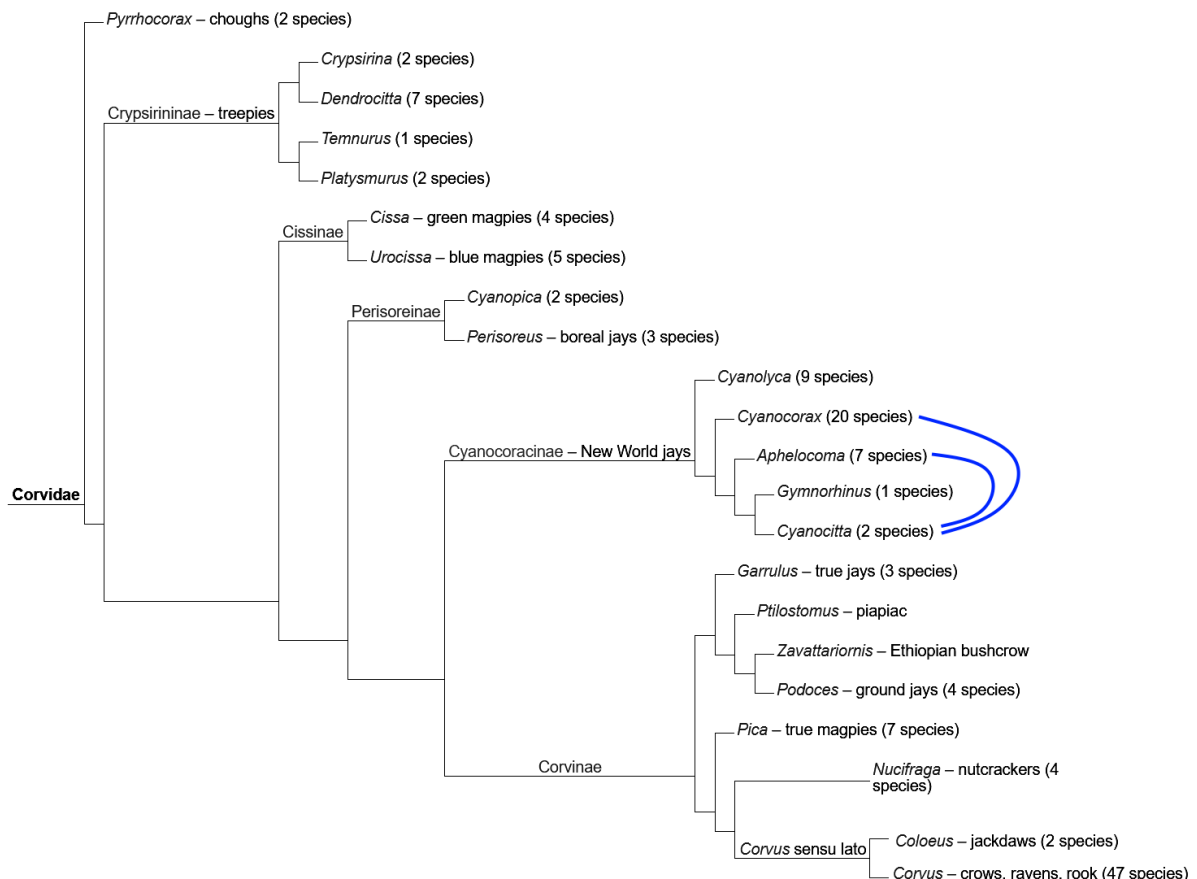 Pyrrhocorax – choughs (2 species)
Crypsirina (2 species)
Dendrocitta (7 species)
Crypsirininae – treepies
Temnurus (1 species)
Platysmurus (2 species)
Cissa – green magpies (4 species)
Cissinae
Urocissa – blue magpies (5 species)
Cyanopica (2 species)
Perisoreinae
Perisoreus – boreal jays (3 species)
Cyanolyca (9 species)
Cyanocorax (20 species)
Cyanocoracinae – New World jays
Aphelocoma (7 species)
Gymnorhinus (1 species)
Corvidae
Cyanocitta (2 species)
Garrulus – true jays (3 species)
Ptilostomus – piapiac
Zavattariornis – Ethiopian bushcrow
Podoces – ground jays (4 species)
Pica – true magpies (7 species)
Corvinae
Nucifraga – nutcrackers (4
species)
Coloeus – jackdaws (2 species)
Corvus sensu lato
Corvus – crows, ravens, rook (47 species)